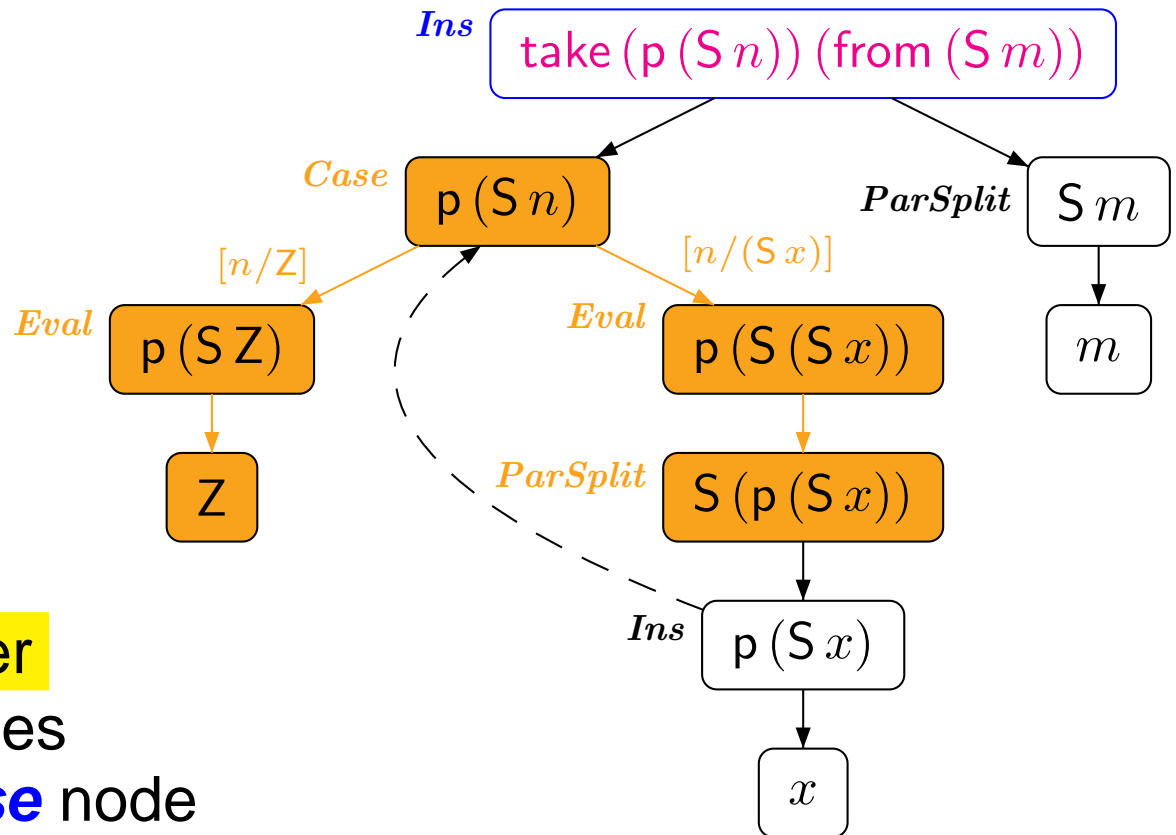 Ins
take (p (S n)) (from (S m))
Case
p (S n)
ParSplit
S m
[n/Z]
[n/(S x)]
Eval
p (S Z)
Eval
p (S (S x))
m
Z
ParSplit
S (p (S x))
Ins
p (S x)
er
es
se node
x